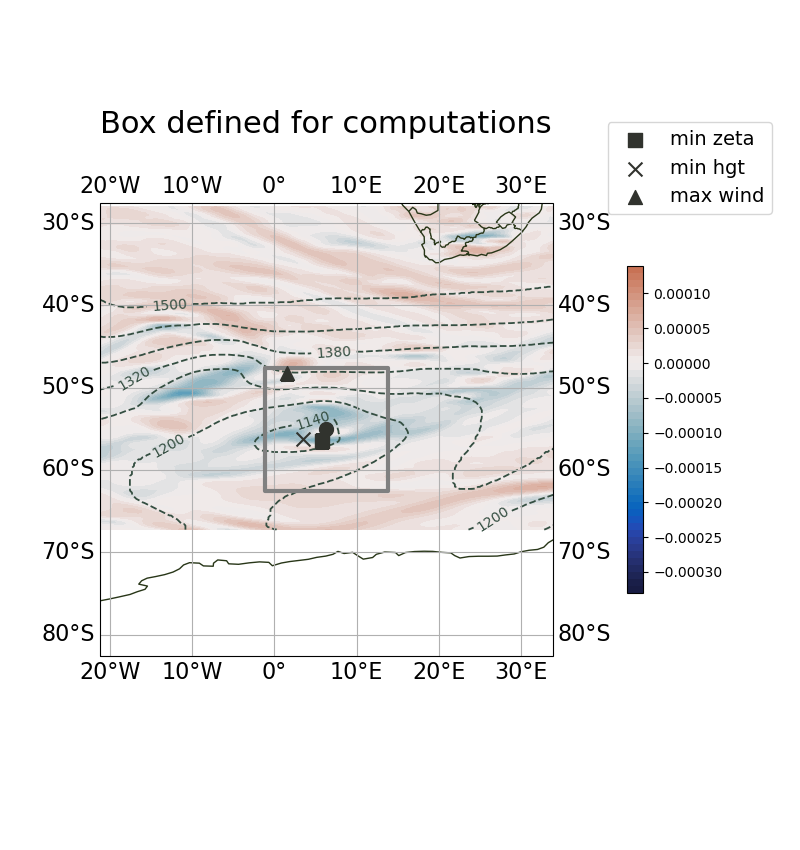 Box defined for computations
min zeta
min hgt
max wind
20°W 10°W 0° 10°E 20°E 30°E
30°S 30°S
40°S 40°S
50°S 50°S
60°S 60°S
70°S 70°S
80°S 80°S
20°W 10°W 0° 10°E 20°E 30°E
1500
1380
1320
1140
1200
1200
0.00010
0.00005
0.00000
−0.00005
−0.00010
−0.00015
−0.00020
−0.00025
−0.00030